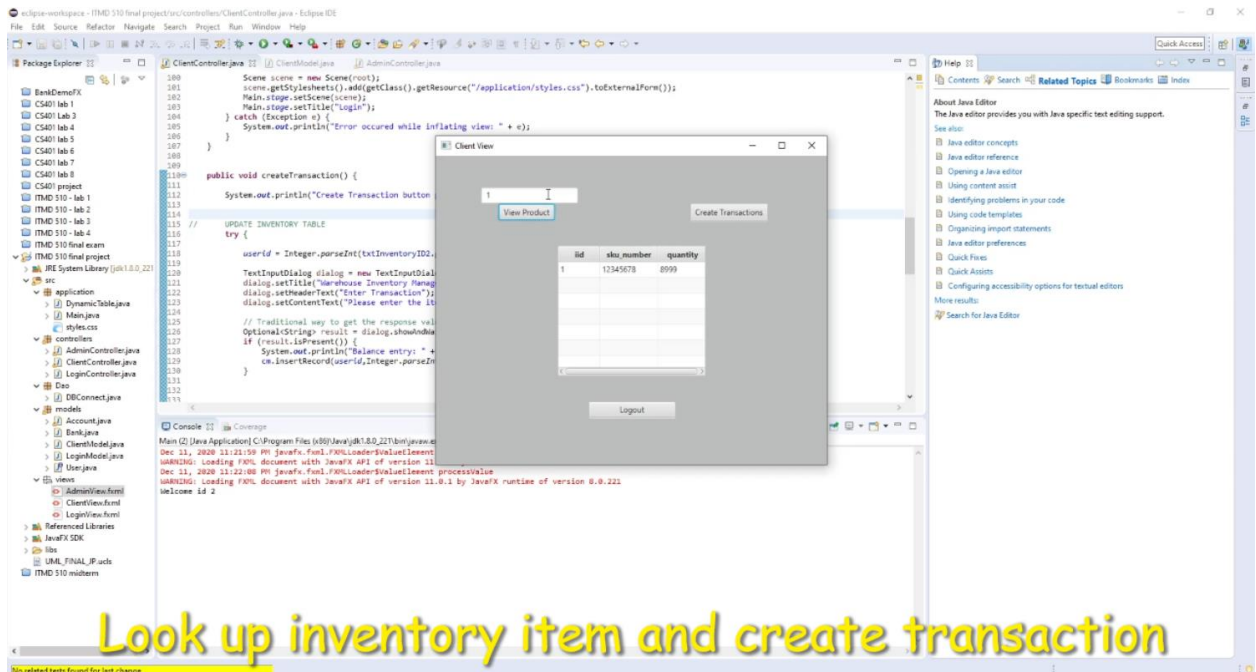 eclipse-workspace - ITMD 510 final project/src/controllers/ClientController.java - Eclipse IDE
File Edit Source Refactor Navigate Search Project Run Window Help
Quick Access
Package Explorer
BankDemoFX
CS401 lab 1
CS401 Lab 3
CS401 lab 4
CS401 lab 5
CS401 lab 6
CS401 lab 7
CS401 lab 8
CS401 project
ITMD 510 - lab 1
ITMD 510 - lab 2
ITMD 510 - lab 3
ITMD 510 - lab 4
ITMD 510 final exam
ITMD 510 final project
JRE System Library [jdk1.8.0_221
src
application
DynamicTable.java
Main.java
styles.css
controllers
AdminController.java
ClientController.java
LoginController.java
Dao
DBConnect.java
models
Account.java
Bank.java
ClientModel.java
LoginModel.java
User.java
views
AdminView.fxml
ClientView.fxml
LoginView.fxml
Referenced Libraries
JavaFX SDK
libs
UML_FINAL_JP.ucls
ITMD 510 midterm
ClientController.java ClientModel.java AdminController.java
100 Scene scene = new Scene(root);
101 scene.getStylesheets().add(getClass().getResource("/application/styles.css").toExternalForm());
102 Main.stage.setScene(scene);
103 Main.stage.setTitle("Login");
104 } catch (Exception e) {
105 System.out.println("Error occured while inflating view: " + e);
106 }
107 }
108
109
110 public void createTransaction() {
111
112 System.out.println("Create Transaction button
113
114
115 // UPDATE INVENTORY TABLE
116 try {
117
118 userid = Integer.parseInt(txtInventoryID2.
119
120 TextInputDialog dialog = new TextInputDial
121 dialog.setTitle("Warehouse Inventory Manag
122 dialog.setHeaderText("Enter Transaction");
123 dialog.setContentText("Please enter the it
124
125 // Traditional way to get the response val
126 Optional<String> result = dialog.showAndWa
127 if (result.isPresent()) {
128 System.out.println("Balance entry: " +
129 cm.insertRecord(userid,Integer.parseIn
130 }
131
132
133
Client View
1
View Product
Create Transactions
iid sku_number quantity
1 12345678 8999
Logout
Console Coverage
Main (2) [Java Application] C:\Program Files (x86)\Java\jdk1.8.0_221\bin\javaw.e
Dec 11, 2020 11:21:59 PM javafx.fxml.FXMLLoader$ValueElement
WARNING: Loading FXML document with JavaFX API of version 11
Dec 11, 2020 11:22:08 PM javafx.fxml.FXMLLoader$ValueElement processValue
WARNING: Loading FXML document with JavaFX API of version 11.0.1 by JavaFX runtime of version 8.0.221
Welcome id 2
Help
Contents Search Related Topics Bookmarks Index
About Java Editor
The Java editor provides you with Java specific text editing support.
See also:
Java editor concepts
Java editor reference
Opening a Java editor
Using content assist
Identifying problems in your code
Using code templates
Organizing import statements
Java editor preferences
Quick Fixes
Quick Assists
Configuring accessibility options for textual editors
More results:
Search for Java Editor
Look up inventory item and create transaction
No related tests found for last change.